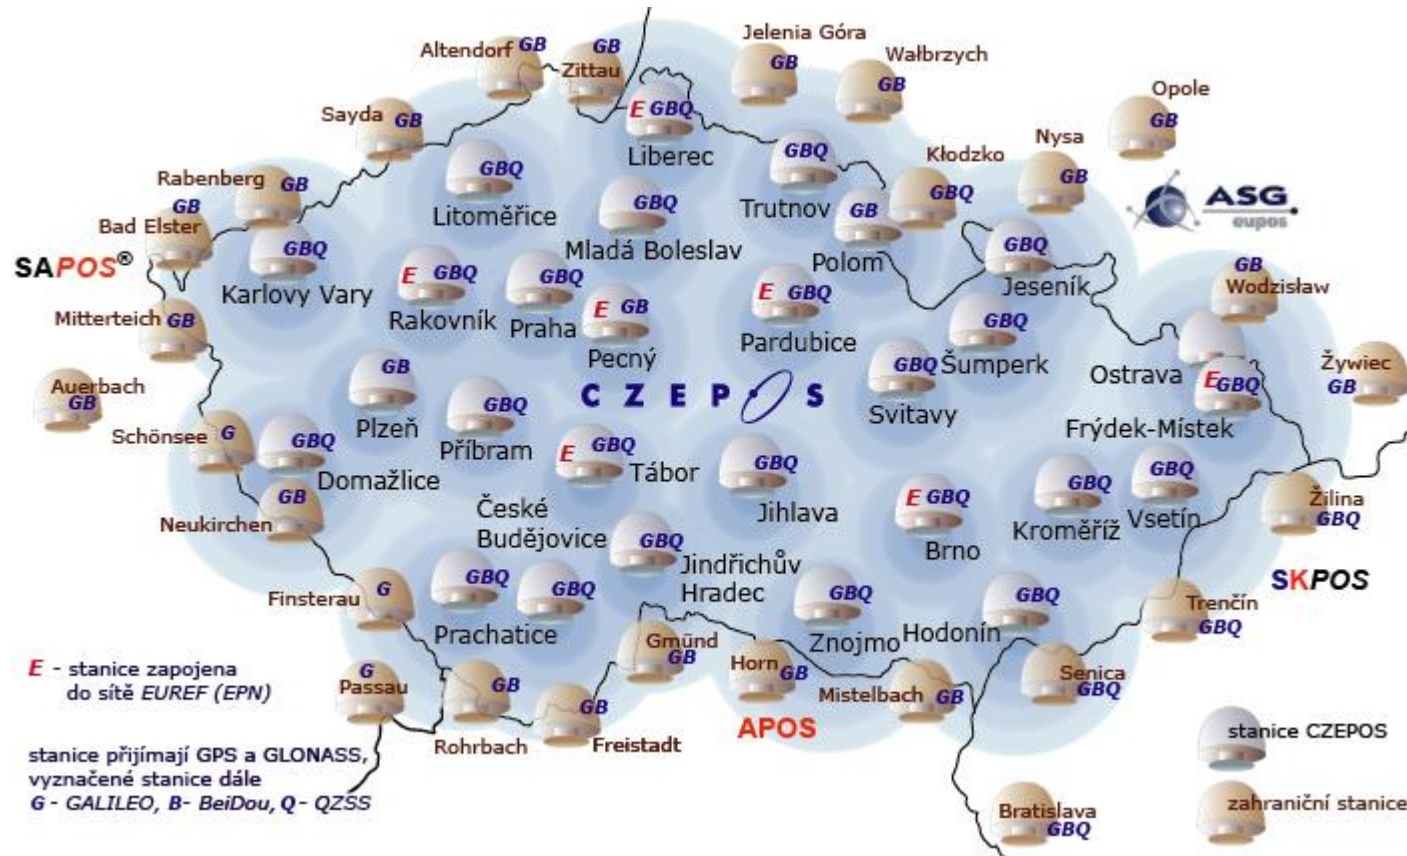 Altendorf GB
GB
Zittau
Jelenia Góra
GB
Wałbrzych
GB
Opole
GB
Sayda GB
E GBQ
Liberec
GBQ
Trutnov
Kłodzko
GBQ
Nysa
GB
ASG
eupos
Rabenberg GB
GBQ
Litoměřice
GBQ
Mladá Boleslav
GB
Polom
GBQ
Jeseník
GB
Bad Elster
SAPOS®
GBQ
Karlovy Vary
E GBQ
Rakovník
GBQ
Praha
E GB
Pecný
E GBQ
Pardubice
GBQ
Šumperk
GB
Wodzisław
Mitterteich GB
Ostrava
E GBQ
Frýdek-Místek
Żywiec
GB
Auerbach
GB
GB
Plzeň
GBQ
Příbram
CZEPOS
GBQ
Svitavy
Schönsee G
GBQ
Domažlice
E GBQ
Tábor
GBQ
Jihlava
E GBQ
Brno
GBQ
Kroměříž
GBQ
Vsetín
Žilina
GBQ
GB
Neukirchen
České
Budějovice
GBQ
GBQ
Jindřichův
Hradec
SKPOS
Finsterau G
GBQ
Prachatice
GBQ
Znojmo
GBQ
Hodonín
Trenčín
GBQ
Gmünd
GB
Horn
GB
APOS
Mistelbach GB
Senica
GBQ
G
Passau
GB
Rohrbach
GB
Freistadt
Bratislava
GBQ
E - stanice zapojena
do sítě EUREF (EPN)
stanice přijímají GPS a GLONASS,
vyznačené stanice dále
G - GALILEO, B- BeiDou, Q - QZSS
stanice CZEPOS
zahraniční stanice